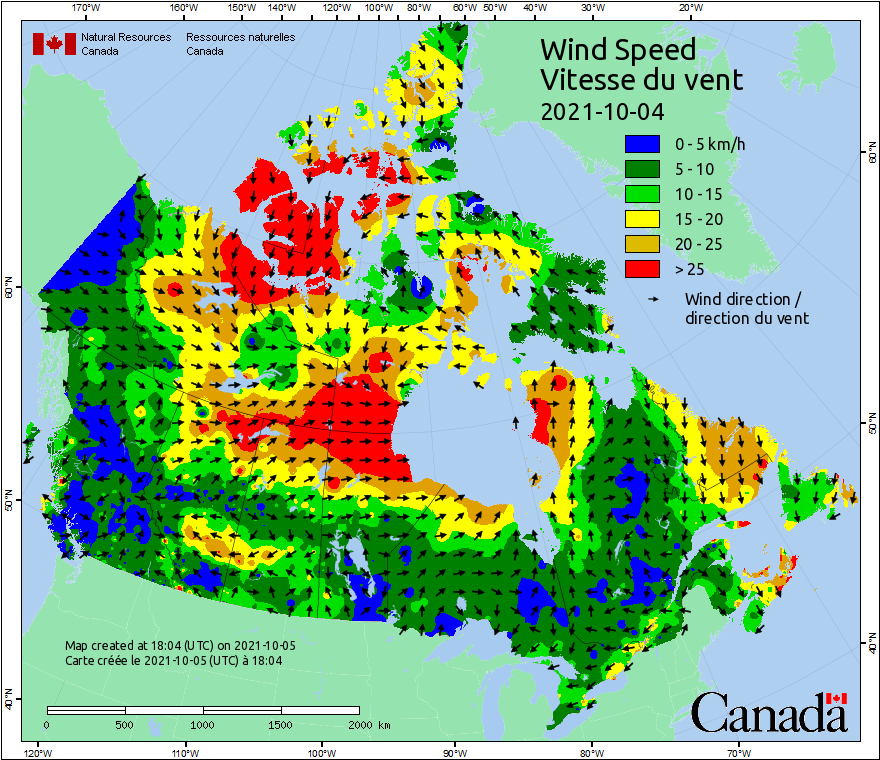 170°W 160°W 150°W 140°W 130°W 120°W 110°W 100°W 90°W 80°W 70°W 60°W 50°W 40°W 30°W 20°W
Natural Resources Ressources naturelles
Canada Canada
Wind Speed
Vitesse du vent
2021-10-04
0 - 5 km/h
5 - 10
10 - 15
15 - 20
20 - 25
> 25
Wind direction /
direction du vent
60°N
60°N
50°N
50°N
40°N
40°N
Map created at 18:04 (UTC) on 2021-10-05
Carte créée le 2021-10-05 (UTC) à 18:04
0 500 1000 1500 2000 km
Canada
120°W 110°W 100°W 90°W 80°W 70°W